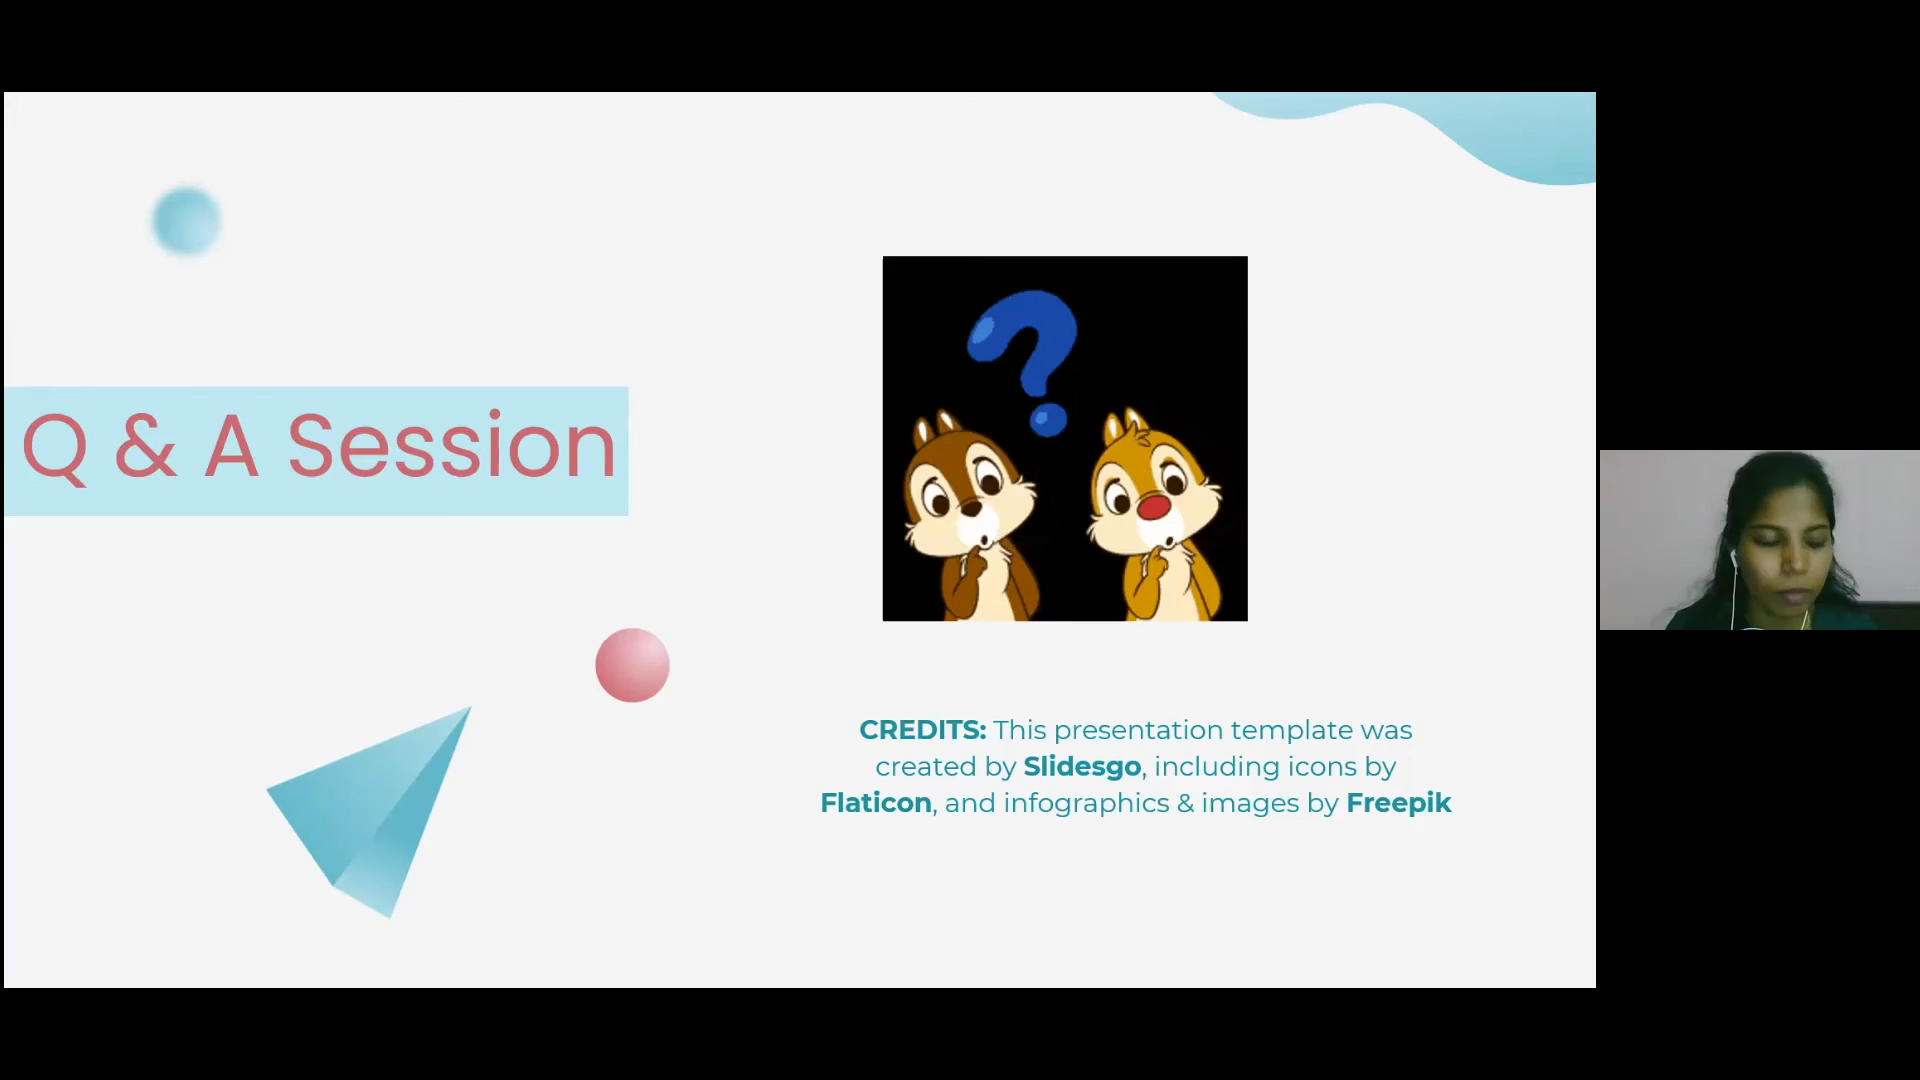 Q & A Session
CREDITS: This presentation template was
created by Slidesgo, including icons by
Flaticon, and infographics & images by Freepik